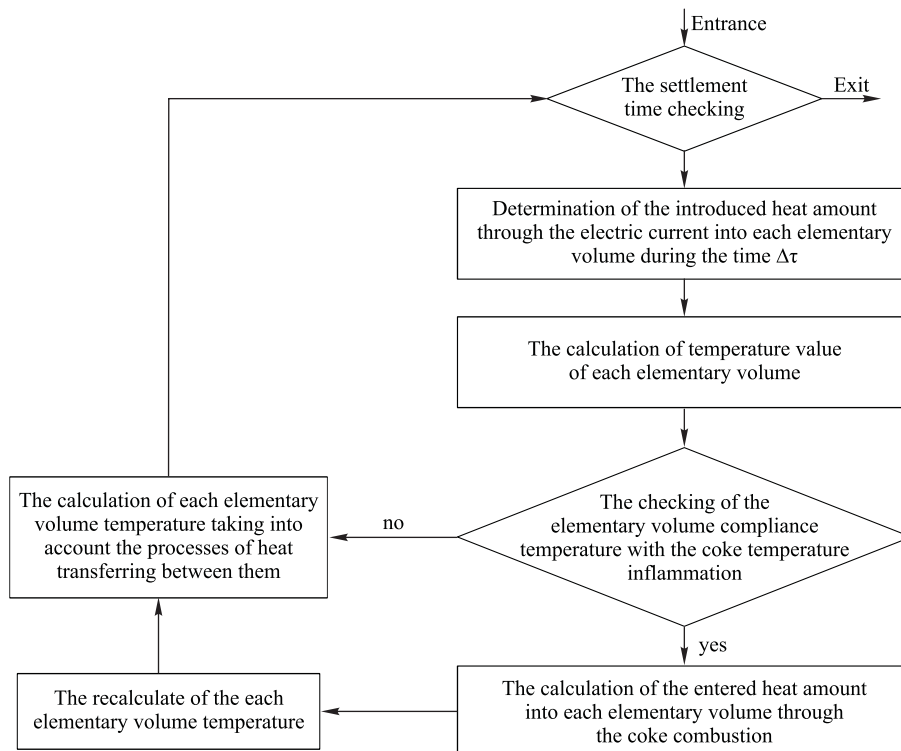 Entrance
The settlement
time checking
Exit
Determination of the introduced heat amount
through the electric current into each elementary
volume during the time Δτ
The calculation of temperature value
of each elementary volume
The checking of the
elementary volume compliance
temperature with the coke temperature
inflammation
no
The calculation of each elementary
volume temperature taking into
account the processes of heat
transferring between them
yes
The calculation of the entered heat amount
into each elementary volume through
the coke combustion
The recalculate of the each
elementary volume temperature